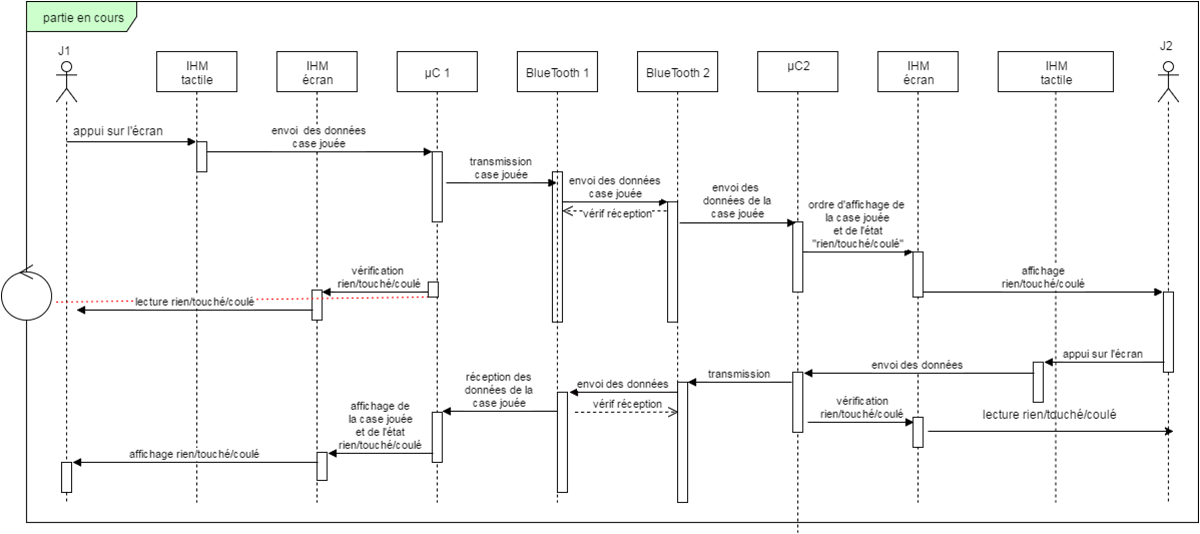 partie en cours
J1
IHM
tactile
IHM
écran
µC 1
BlueTooth 1
BlueTooth 2
µC2
IHM
écran
IHM
tactile
J2
appui sur l'écran
envoi des données
case jouée
transmission
case jouée
envoi des données
case jouée
vérif réception
envoi des
données de la
case jouée
ordre d'affichage de
la case jouée
et de l'état
"rien/touché/coulé"
vérification
rien/touché/coulé
lecture rien/touché/coulé
affichage
rien/touché/coulé
appui sur l'écran
envoi des données
transmission
envoi des données
vérif réception
réception des
données de la
case jouée
vérification
rien/touché/coulé
lecture rien/touché/coulé
affichage de
la case jouée
et de l'état
rien/touché/coulé
affichage rien/touché/coulé